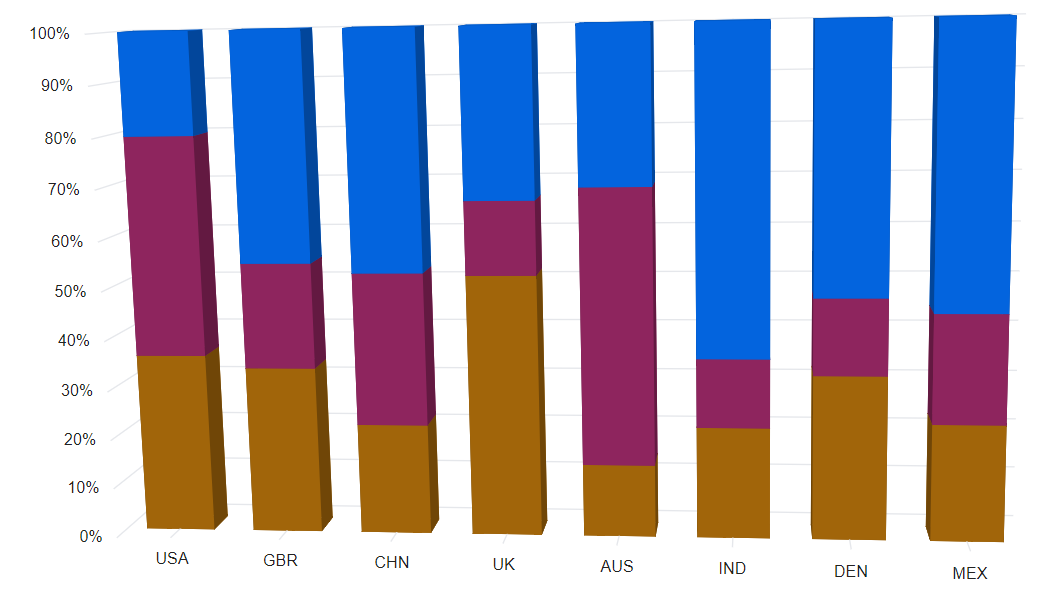 100%
90%
80%
70%
60%
50%
40%
30%
20%
10%
0%
USA
GBR
CHN
UK
AUS
IND
DEN
MEX